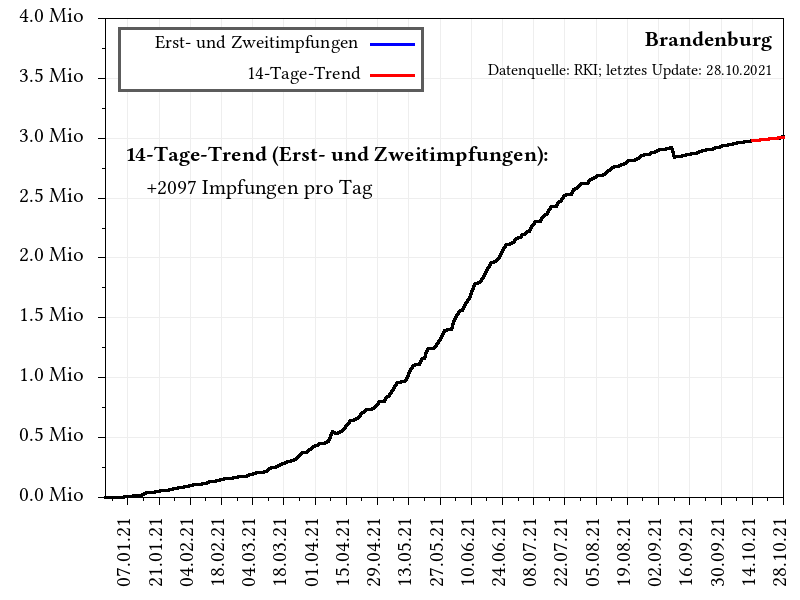 4.0 Mio
3.5 Mio
3.0 Mio
2.5 Mio
2.0 Mio
1.5 Mio
1.0 Mio
0.5 Mio
0.0 Mio
Erst- und Zweitimpfungen
14-Tage-Trend
Brandenburg
Datenquelle: RKI; letztes Update: 28.10.2021
14-Tage-Trend (Erst- und Zweitimpfungen):
+2097 Impfungen pro Tag
07.01.21
21.01.21
04.02.21
18.02.21
04.03.21
18.03.21
01.04.21
15.04.21
29.04.21
13.05.21
27.05.21
10.06.21
24.06.21
08.07.21
22.07.21
05.08.21
19.08.21
02.09.21
16.09.21
30.09.21
14.10.21
28.10.21